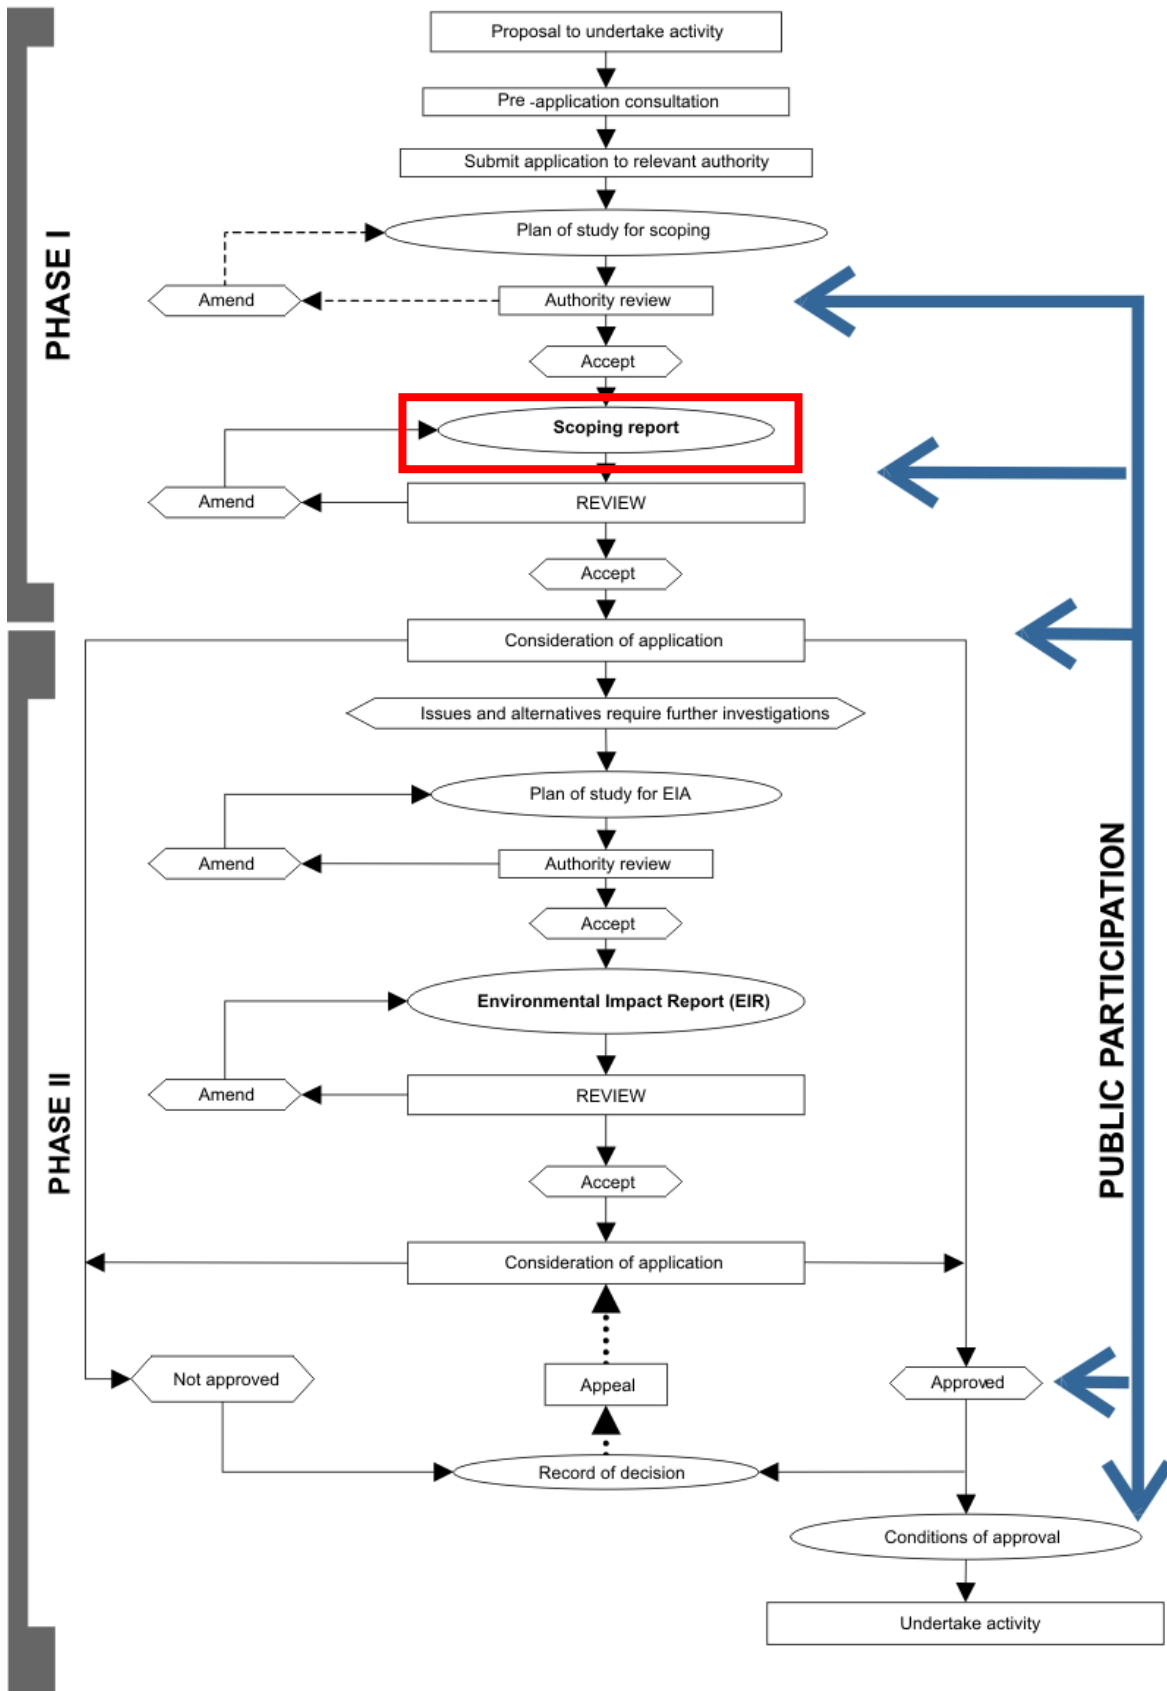 Proposal to undertake activity
Pre -application consultation
Submit application to relevant authority
Plan of study for scoping
Amend
Authority review
Accept
Scoping report
Amend
REVIEW
Accept
Consideration of application
Issues and alternatives require further investigations
Plan of study for EIA
Amend
Authority review
Accept
Environmental Impact Report (EIR)
Amend
REVIEW
Accept
Consideration of application
Not approved
Appeal
Approved
Record of decision
Conditions of approval
Undertake activity
PHASE I
PHASE II
PUBLIC PARTICIPATION